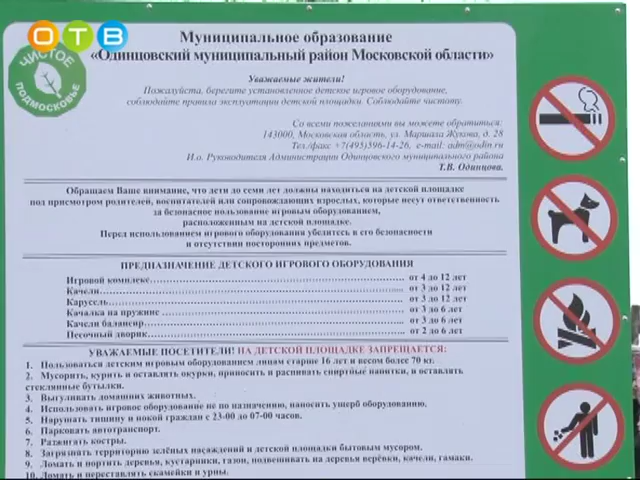 ОТВ
ЧИСТОЕ
ПОДМОСКОВЬЕ
Муниципальное образование
«Одинцовский муниципальный район Московской области»
Уважаемые жители!
Пожалуйста, берегите установленное детское игровое оборудование,
соблюдайте правила эксплуатации детской площадки. Соблюдайте чистоту.
Со всеми пожеланиями вы можете обратиться:
143000, Московская область, ул. Маршала Жукова, д. 28
Тел./факс +7(495)596-14-26, e-mail: adm@odin.ru
И.о. Руководителя Администрации Одинцовского муниципального района
Т.В. Одинцова.
Обращаем Ваше внимание, что дети до семи лет должны находиться на детской площадке
под присмотром родителей, воспитателей или сопровождающих взрослых, которые несут ответственность
за безопасное пользование игровым оборудованием,
расположенным на детской площадке.
Перед использованием игрового оборудования убедитесь в его безопасности
и отсутствии посторонних предметов.
ПРЕДНАЗНАЧЕНИЕ ДЕТСКОГО ИГРОВОГО ОБОРУДОВАНИЯ
Игровой комплекс от 4 до 12 лет
Качели от 3 до 12 лет
Карусель от 3 до 12 лет
Качалка на пружине от 3 до 6 лет
Качели балансир от 3 до 6 лет
Песочный дворик от 2 до 6 лет
УВАЖАЕМЫЕ ПОСЕТИТЕЛИ! НА ДЕТСКОЙ ПЛОЩАДКЕ ЗАПРЕЩАЕТСЯ:
1. Пользоваться детским игровым оборудованием лицам старше 16 лет и весом более 70 кг.
2. Мусорить, курить и оставлять окурки, приносить и распивать спиртные напитки, и оставлять
стеклянные бутылки.
3. Выгуливать домашних животных.
4. Использовать игровое оборудование не по назначению, наносить ущерб оборудованию.
5. Нарушать тишину и покой граждан с 23-00 до 07-00 часов.
6. Парковать автотранспорт.
7. Разжигать костры.
8. Загрязнять территорию зелёных насаждений и детской площадки бытовым мусором.
9. Ломать и портить деревья, кустарники, газон, подвешивать на деревья верёвки, качели, гамаки.
10. Ломать и переставлять скамейки и урны.